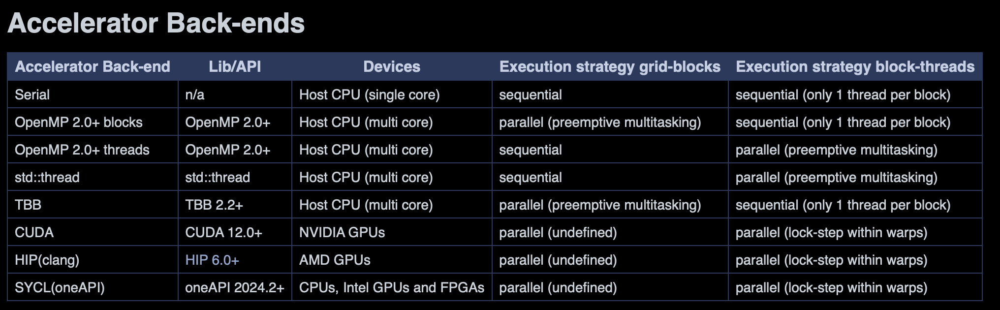 Accelerator Back-ends
Accelerator Back-end Lib/API Devices Execution strategy grid-blocks Execution strategy block-threads
Serial n/a Host CPU (single core) sequential sequential (only 1 thread per block)
OpenMP 2.0+ blocks OpenMP 2.0+ Host CPU (multi core) parallel (preemptive multitasking) sequential (only 1 thread per block)
OpenMP 2.0+ threads OpenMP 2.0+ Host CPU (multi core) sequential parallel (preemptive multitasking)
std::thread std::thread Host CPU (multi core) sequential parallel (preemptive multitasking)
TBB TBB 2.2+ Host CPU (multi core) parallel (preemptive multitasking) sequential (only 1 thread per block)
CUDA CUDA 12.0+ NVIDIA GPUs parallel (undefined) parallel (lock-step within warps)
HIP(clang) HIP 6.0+ AMD GPUs parallel (undefined) parallel (lock-step within warps)
SYCL(oneAPI) oneAPI 2024.2+ CPUs, Intel GPUs and FPGAs parallel (undefined) parallel (lock-step within warps)